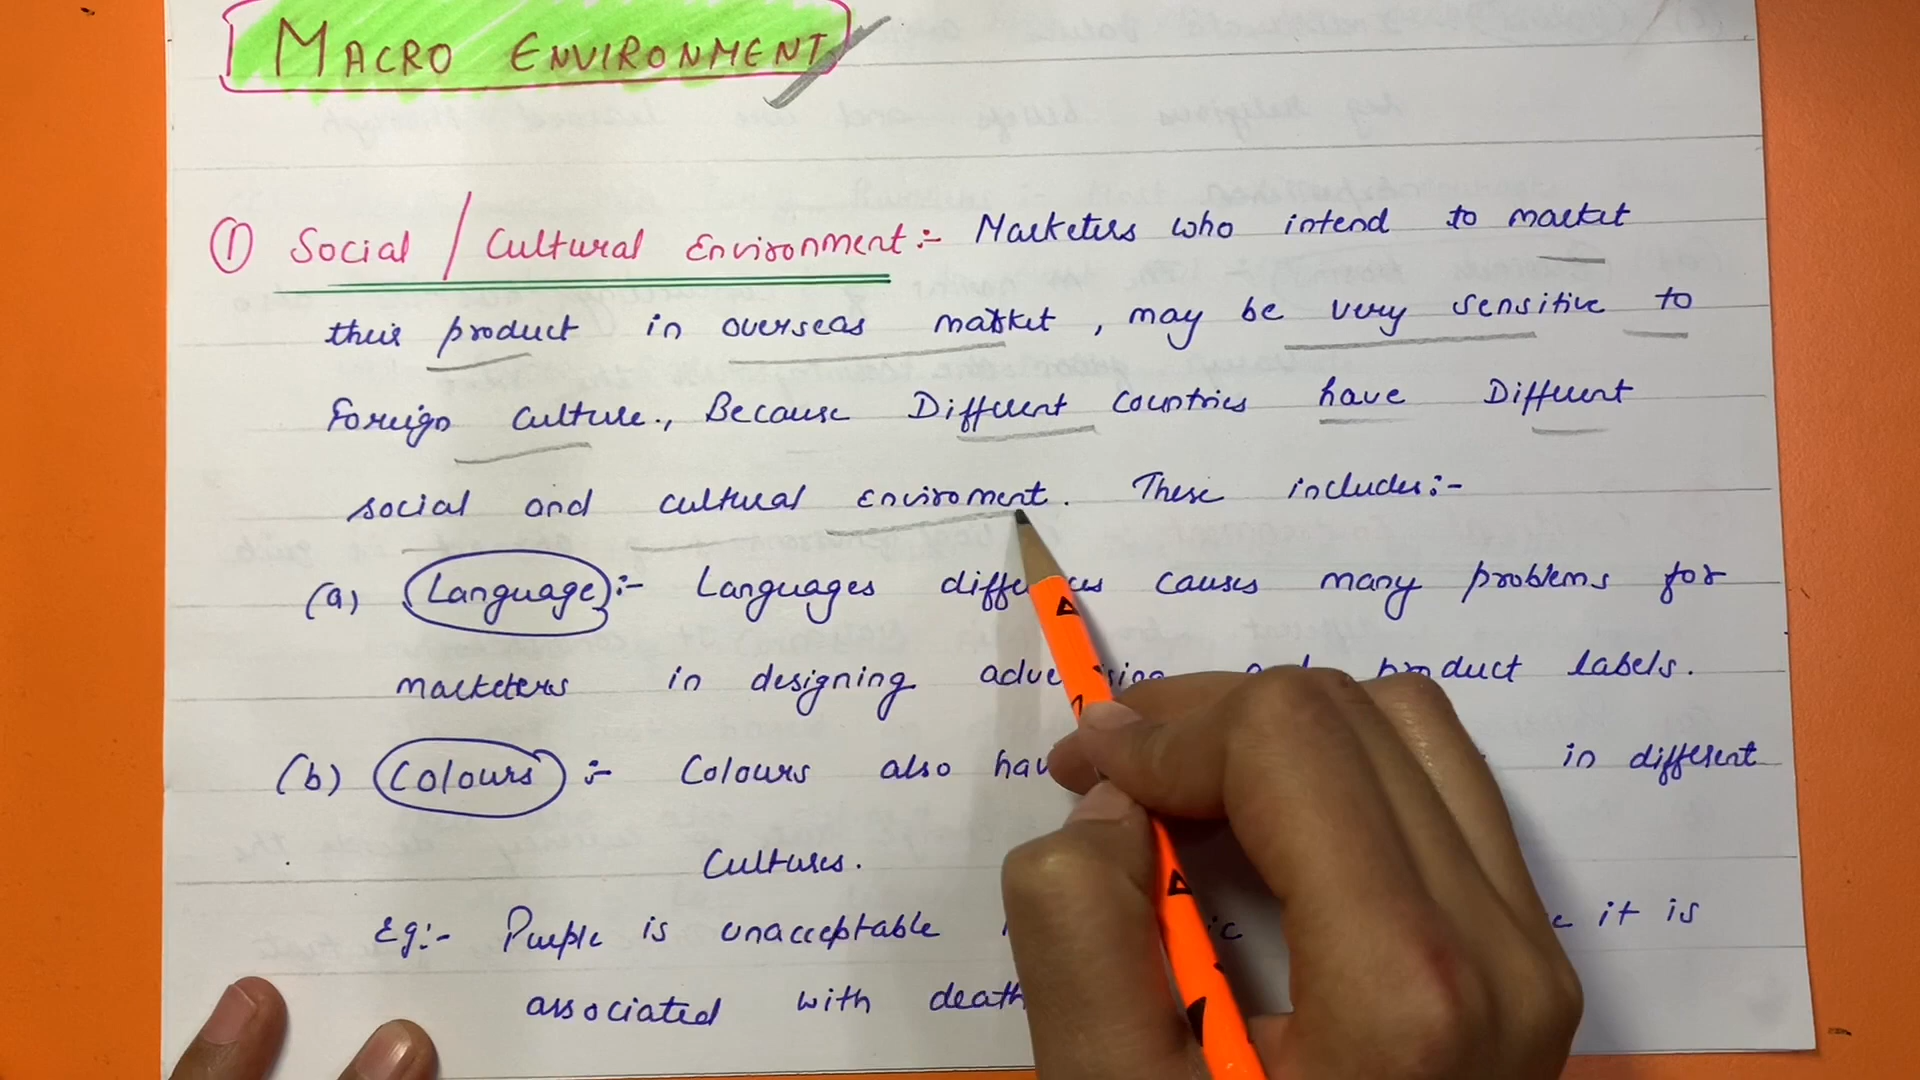 MACRO ENVIRONMENT
① Social / Cultural Environment:- Marketers who intend to market
their product in overseas market, may be very sensitive to
Foreign culture., Because Different countries have Different
social and cultural Enviroment. These includes:-
(a) Language:- Languages causes many problems for
marketers in designing product labels.
(b) Colours :- Colours also in different
Cultures.
Eg:- Purple is unacceptable it is
associated with death